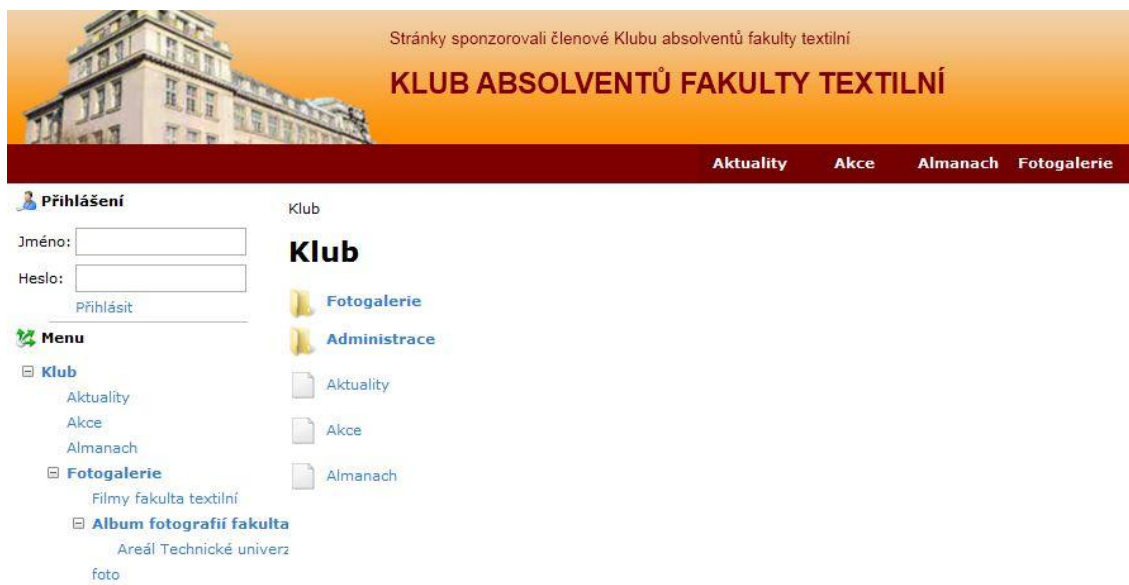 Stránky sponzorovali členové Klubu absolventů fakulty textilní
KLUB ABSOLVENTŮ FAKULTY TEXTILNÍ
Aktuality Akce Almanach Fotogalerie
Přihlášení
Jméno:
Heslo:
Přihlásit
Menu
Klub
Aktuality
Akce
Almanach
Fotogalerie
Filmy fakulta textilní
Album fotografií fakulta
Areál Technické univerz
foto
Klub
Klub
Fotogalerie
Administrace
Aktuality
Akce
Almanach